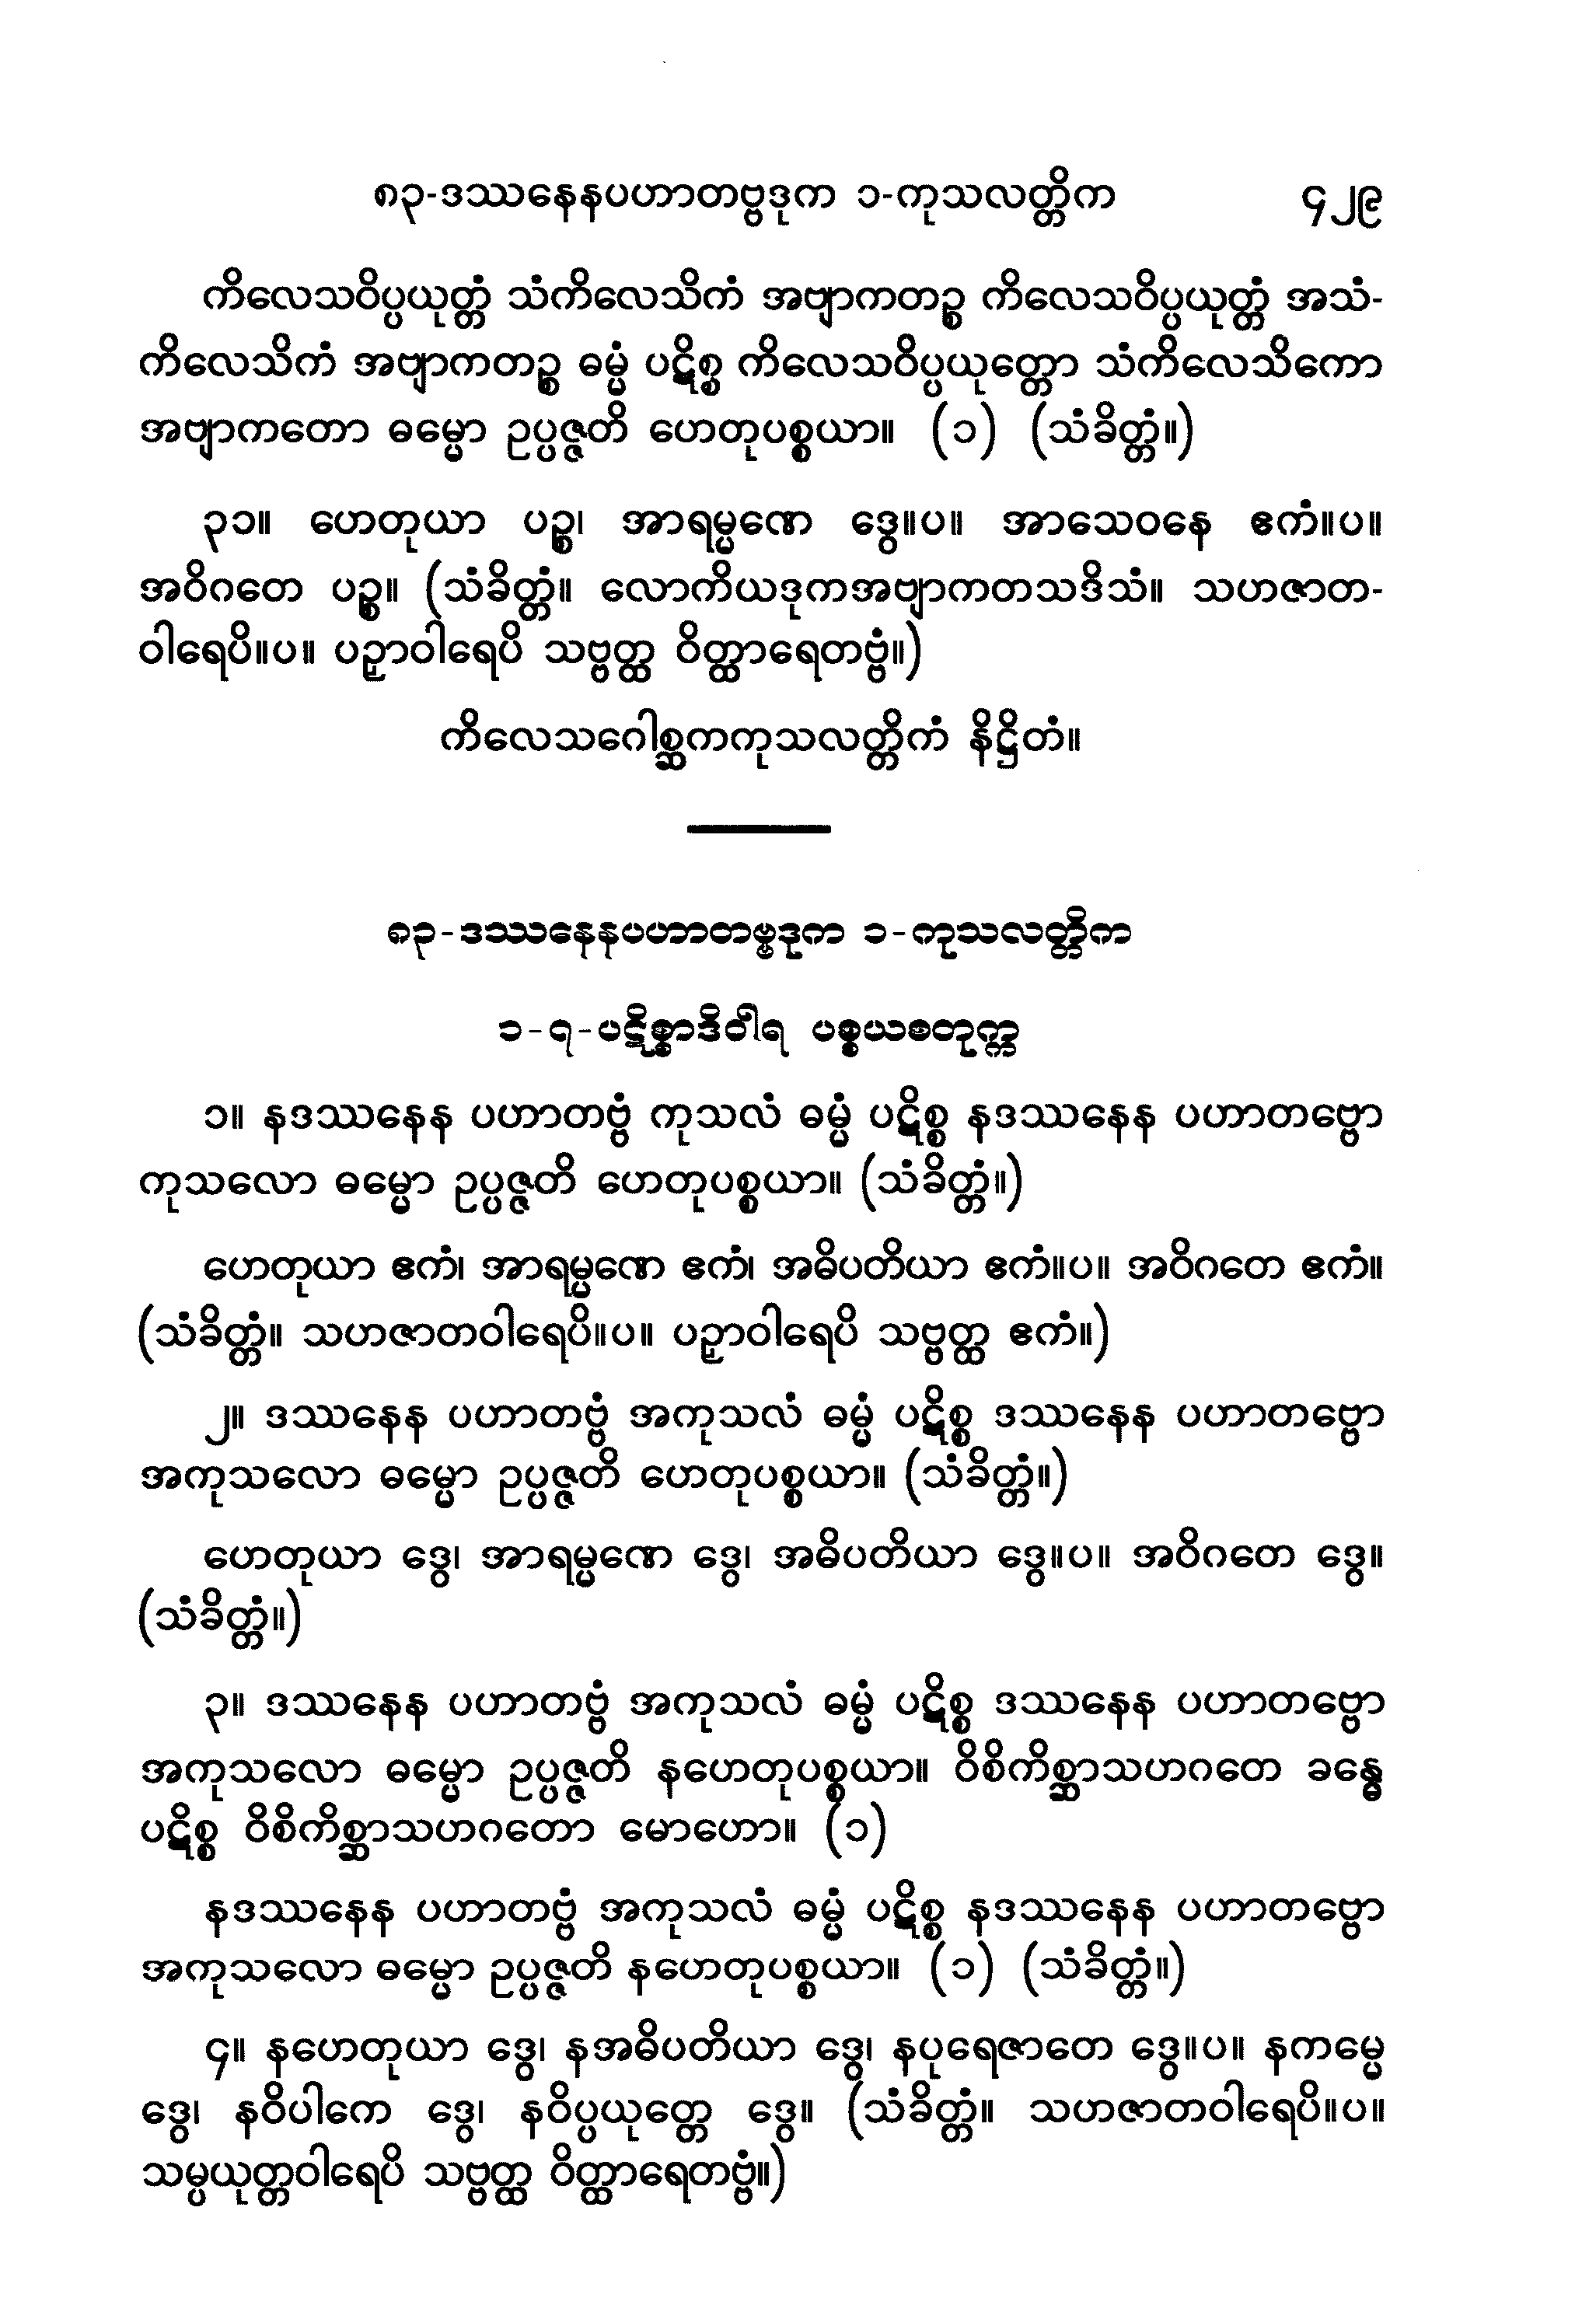 ၈၃-ဒဿနေနပဟာတဗ္ဗဒုက ၁-ကုသလတ္တိက ၄၂၉
ကိလေသဝိပ္ပယုတ္တံ သံကိလေသိကံ အဗျာကတဉ္စ ကိလေသဝိပ္ပယုတ္တံ အသံ-
ကိလေသိကံ အဗျာကတဉ္စ ဓမ္မံ ပဋိစ္စ ကိလေသဝိပ္ပယုတ္တော သံကိလေသိကော
အဗျာကတော ဓမ္မော ဥပ္ပဇ္ဇတိ ဟေတုပစ္စယာ။ (၁) (သံခိတ္တံ။)
၃၁။ ဟေတုယာ ပဉ္စ၊ အာရမ္မဏေ ဒွေ။ပ။ အာသေဝနေ ဧကံ။ပ။
အဝိဂတေ ပဉ္စ။ (သံခိတ္တံ။ လောကိယဒုကအဗျာကတသဒိသံ။ သဟဇာတ-
ဝါရေပိ။ပ။ ပဉှာဝါရေပိ သဗ္ဗတ္ထ ဝိတ္ထာရေတဗ္ဗံ။)
ကိလေသဂေါစ္ဆကကုသလတ္တိကံ နိဋ္ဌိတံ။
၈၃-ဒဿနေနပဟာတဗ္ဗဒုက ၁-ကုသလတ္တိက
၁-၇-ပဋိစ္စာဒိဝါရ ပစ္စယစတုက္က
၁။ နဒဿနေန ပဟာတဗ္ဗံ ကုသလံ ဓမ္မံ ပဋိစ္စ နဒဿနေန ပဟာတဗ္ဗော
ကုသလော ဓမ္မော ဥပ္ပဇ္ဇတိ ဟေတုပစ္စယာ။ (သံခိတ္တံ။)
ဟေတုယာ ဧကံ၊ အာရမ္မဏေ ဧကံ၊ အဓိပတိယာ ဧကံ။ပ။ အဝိဂတေ ဧကံ။
(သံခိတ္တံ။ သဟဇာတဝါရေပိ။ပ။ ပဉှာဝါရေပိ သဗ္ဗတ္ထ ဧကံ။)
၂။ ဒဿနေန ပဟာတဗ္ဗံ အကုသလံ ဓမ္မံ ပဋိစ္စ ဒဿနေန ပဟာတဗ္ဗော
အကုသလော ဓမ္မော ဥပ္ပဇ္ဇတိ ဟေတုပစ္စယာ။ (သံခိတ္တံ။)
ဟေတုယာ ဒွေ၊ အာရမ္မဏေ ဒွေ၊ အဓိပတိယာ ဒွေ။ပ။ အဝိဂတေ ဒွေ။
(သံခိတ္တံ။)
၃။ ဒဿနေန ပဟာတဗ္ဗံ အကုသလံ ဓမ္မံ ပဋိစ္စ ဒဿနေန ပဟာတဗ္ဗော
အကုသလော ဓမ္မော ဥပ္ပဇ္ဇတိ နဟေတုပစ္စယာ။ ဝိစိကိစ္ဆာသဟဂတေ ခန္ဓေ
ပဋိစ္စ ဝိစိကိစ္ဆာသဟဂတော မောဟော။ (၁)
နဒဿနေန ပဟာတဗ္ဗံ အကုသလံ ဓမ္မံ ပဋိစ္စ နဒဿနေန ပဟာတဗ္ဗော
အကုသလော ဓမ္မော ဥပ္ပဇ္ဇတိ နဟေတုပစ္စယာ။ (၁) (သံခိတ္တံ။)
၄။ နဟေတုယာ ဒွေ၊ နအဓိပတိယာ ဒွေ၊ နပုရေဇာတေ ဒွေ။ပ။ နကမ္မေ
ဒွေ၊ နဝိပါကေ ဒွေ၊ နဝိပ္ပယုတ္တေ ဒွေ။ (သံခိတ္တံ။ သဟဇာတဝါရေပိ။ပ။
သမ္ပယုတ္တဝါရေပိ သဗ္ဗတ္ထ ဝိတ္ထာရေတဗ္ဗံ။)